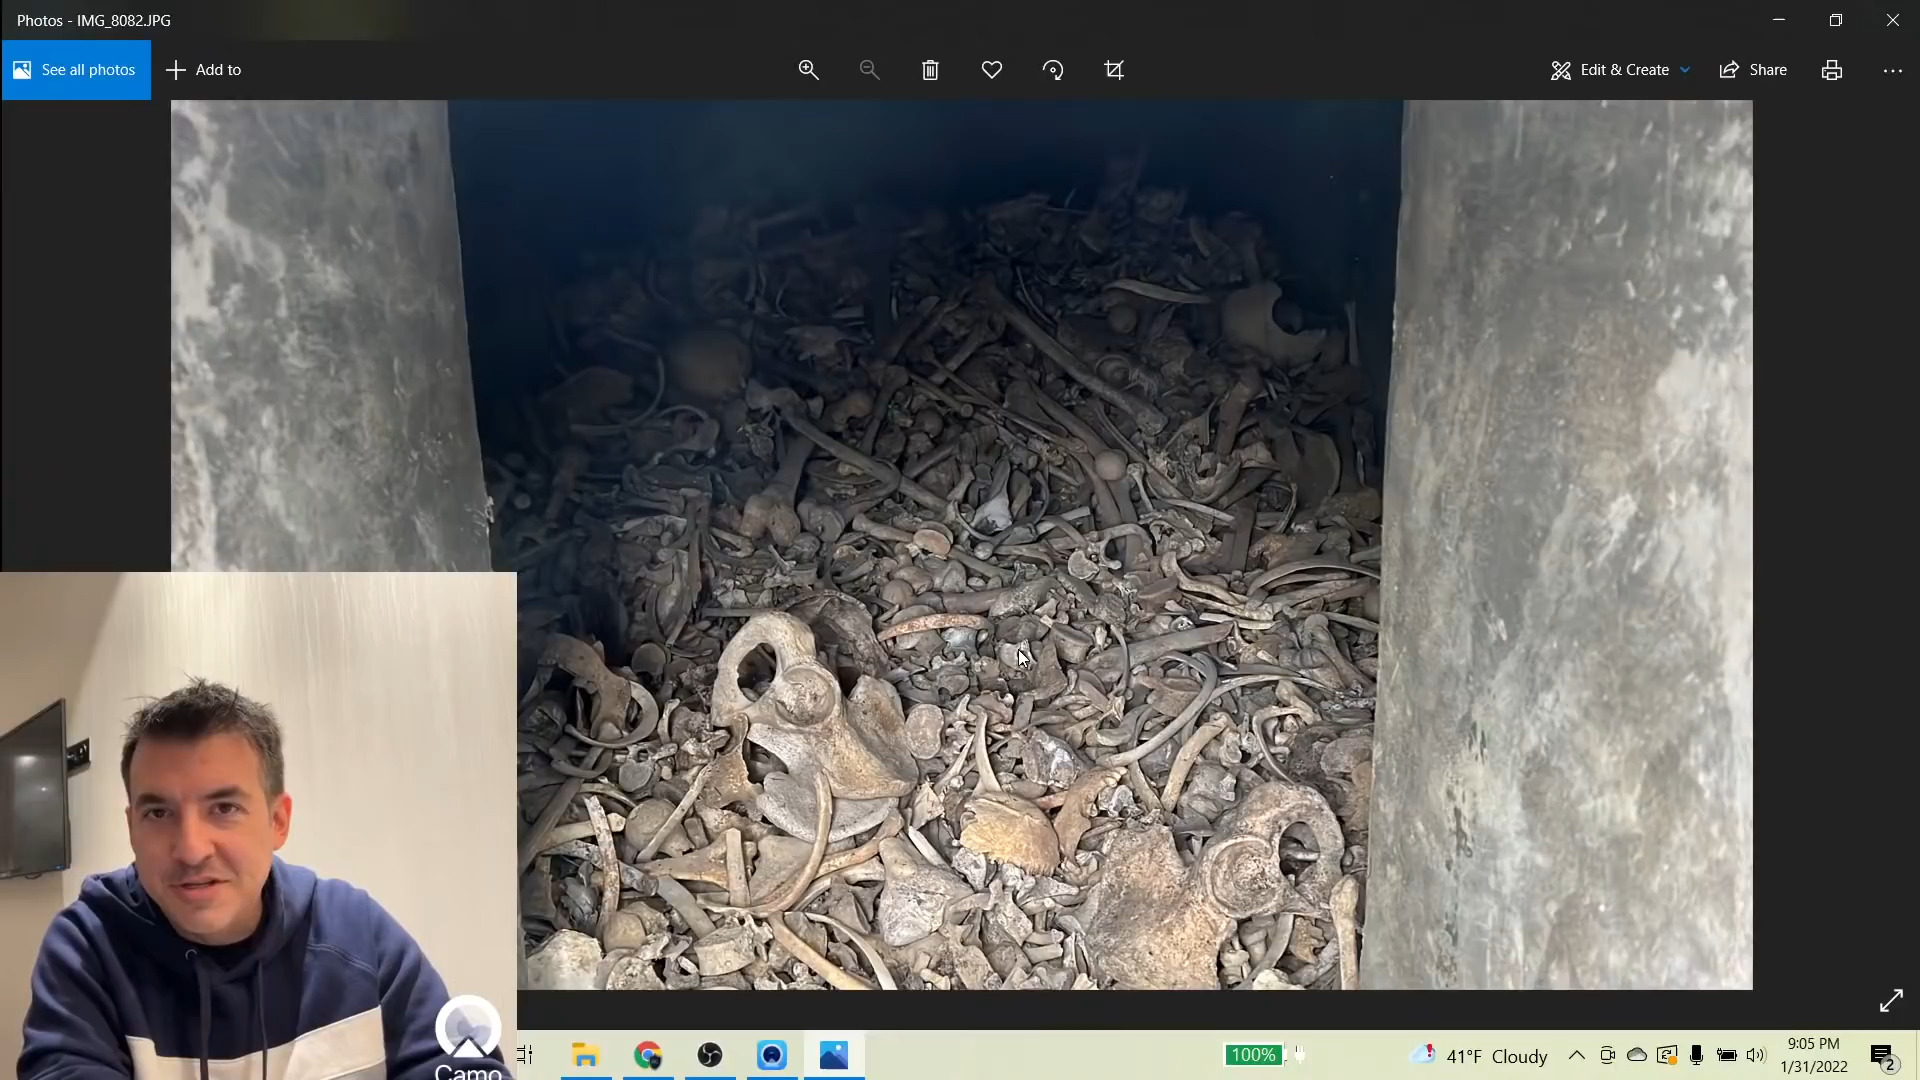 Photos - IMG_8082.JPG
See all photos
Add to
Edit & Create
Share
Camo
100%
41°F Cloudy
9:05 PM
1/31/2022
2